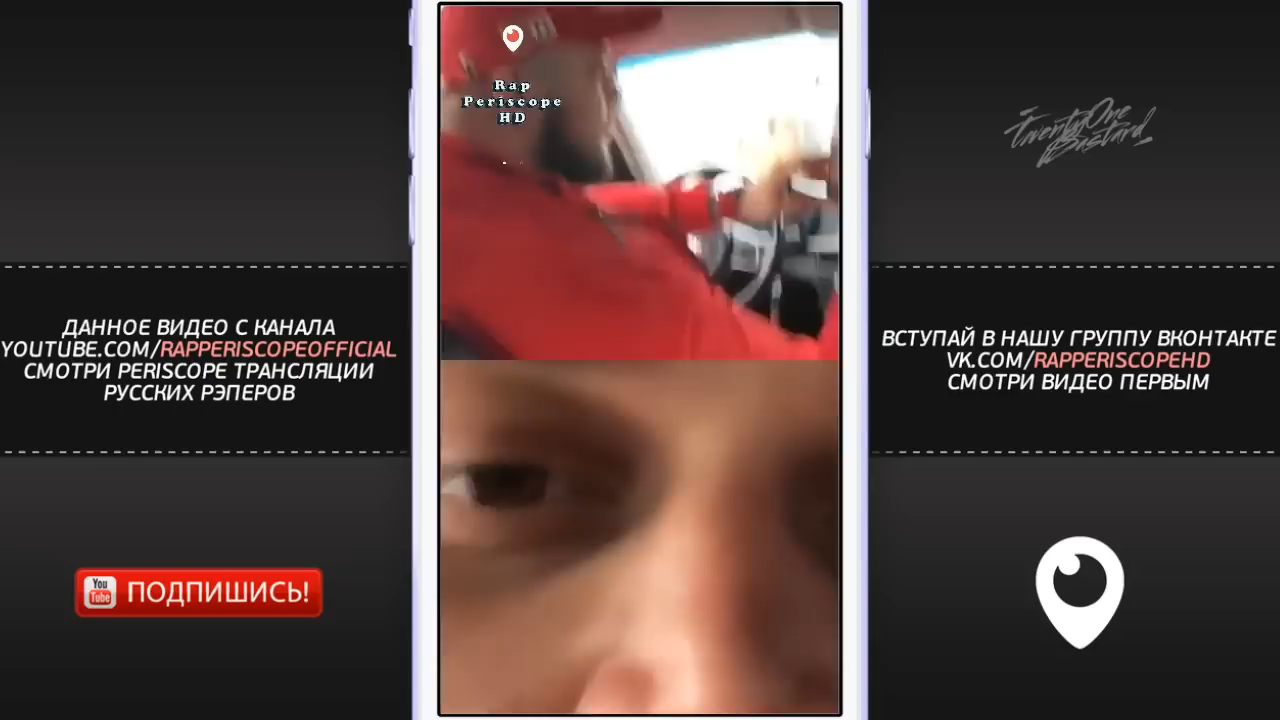 Rap
Periscope
HD
TwentyOne
Bastard
ДАННОЕ ВИДЕО С КАНАЛА
YOUTUBE.COM/RAPPERISCOPEOFFICIAL
СМОТРИ PERISCOPE ТРАНСЛЯЦИИ
РУССКИХ РЭПЕРОВ
ВСТУПАЙ В НАШУ ГРУППУ ВКОНТАКТЕ
VK.COM/RAPPERISCOPEHD
СМОТРИ ВИДЕО ПЕРВЫМ
You
Tube
ПОДПИШИСЬ!